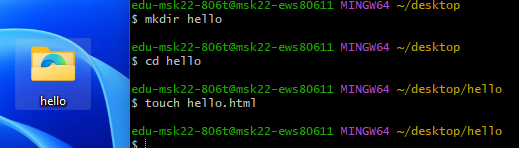 edu-msk22-806t@msk22-ews80611 MINGW64 ~/desktop
$ mkdir hello
edu-msk22-806t@msk22-ews80611 MINGW64 ~/desktop
$ cd hello
edu-msk22-806t@msk22-ews80611 MINGW64 ~/desktop/hello
$ touch hello.html
edu-msk22-806t@msk22-ews80611 MINGW64 ~/desktop/hello
$
hello